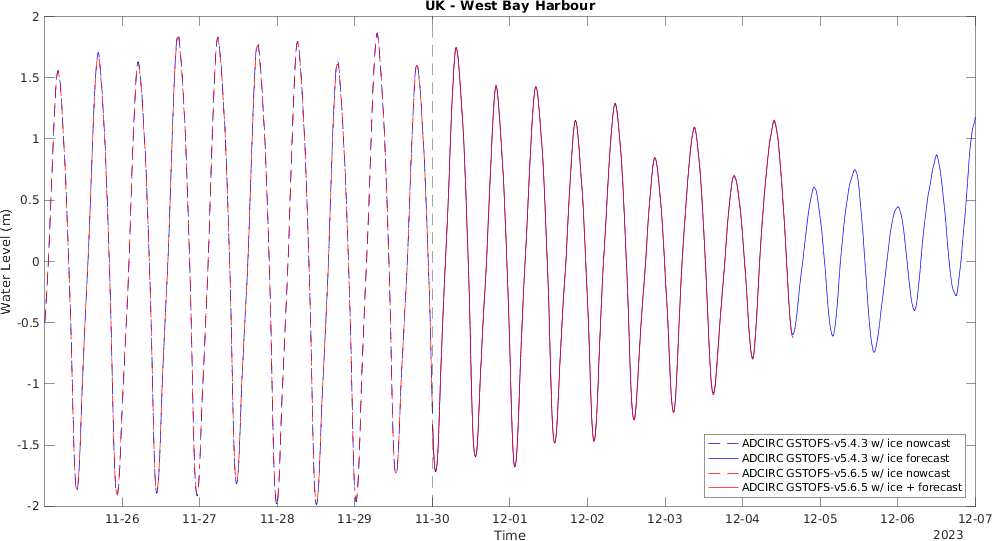 UK - West Bay Harbour
2
1.5
1
0.5
0
-0.5
-1
-1.5
-2
Water Level (m)
ADCIRC GSTOFS-v5.4.3 w/ ice nowcast
ADCIRC GSTOFS-v5.4.3 w/ ice forecast
ADCIRC GSTOFS-v5.6.5 w/ ice nowcast
ADCIRC GSTOFS-v5.6.5 w/ ice + forecast
11-26 11-27 11-28 11-29 11-30 12-01 12-02 12-03 12-04 12-05 12-06 12-07
Time
2023